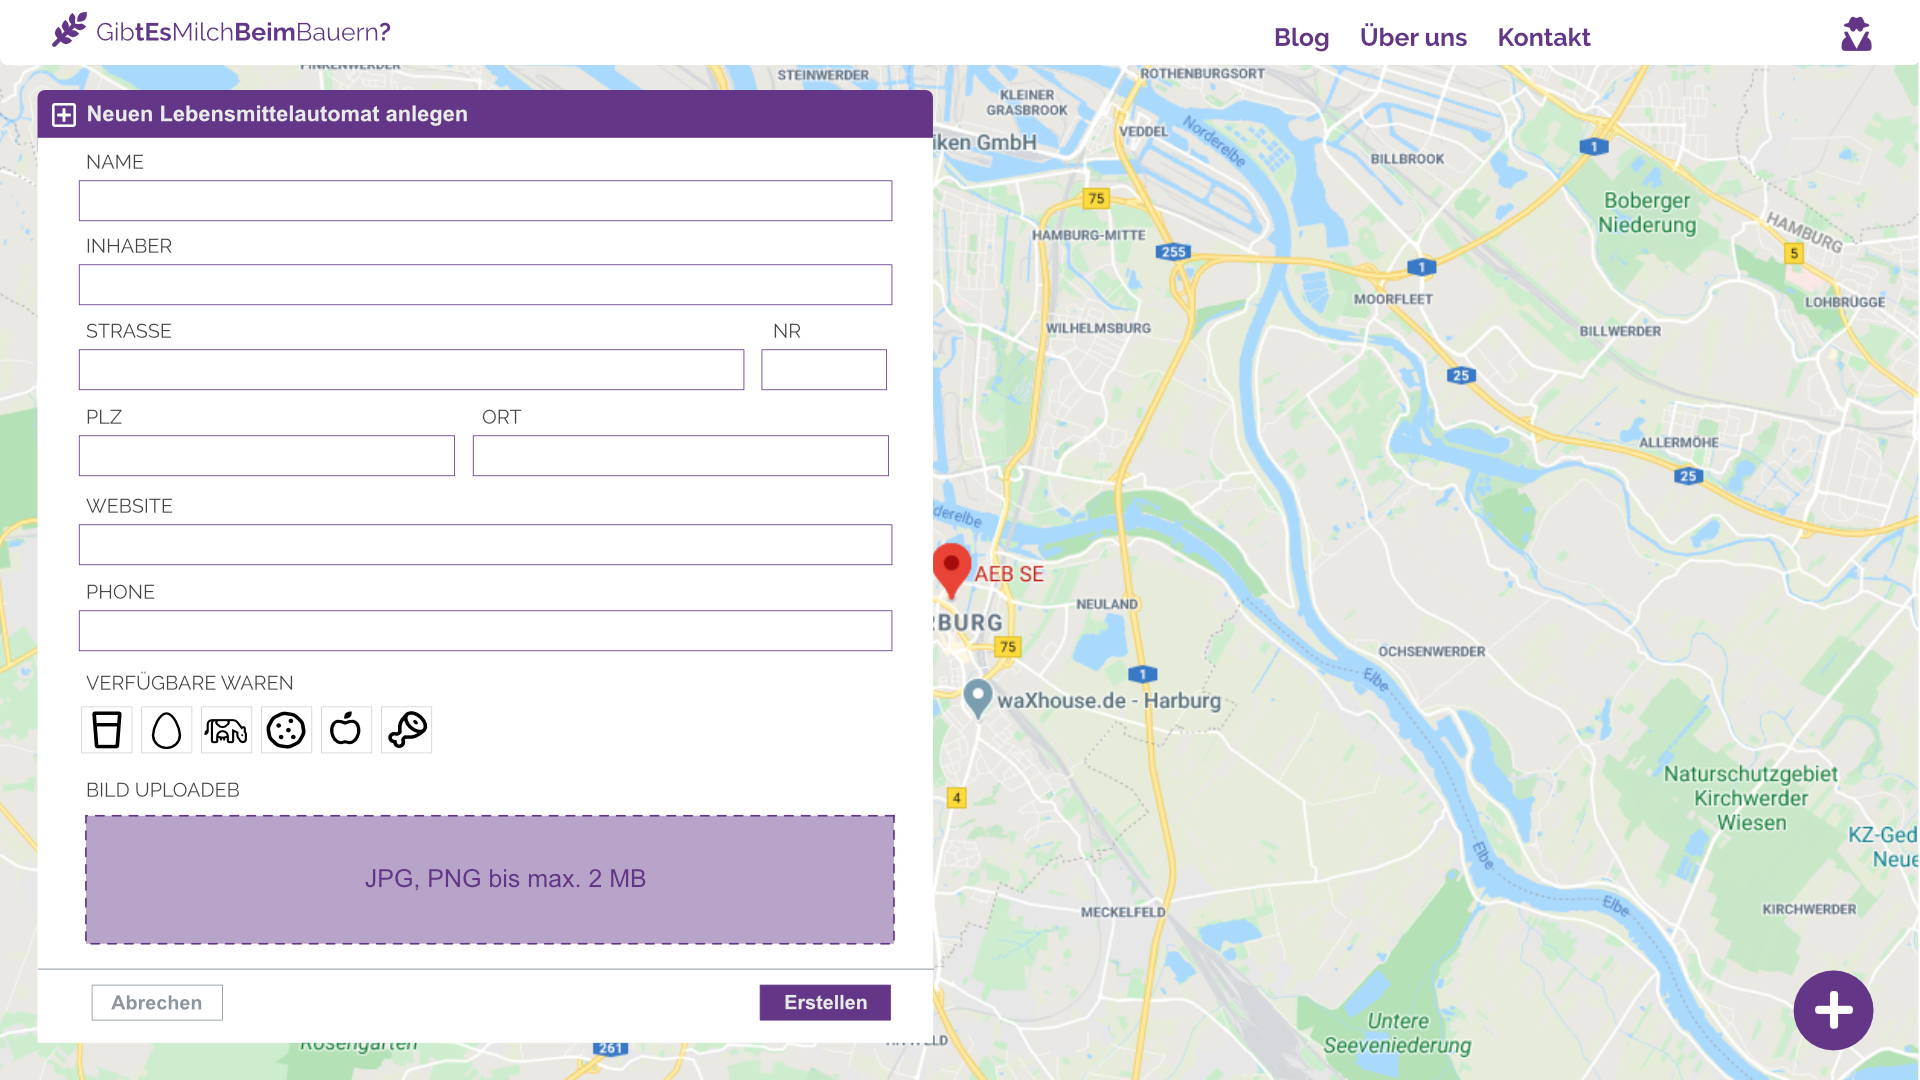 GibtEsMilchBeimBauern?
Blog Über uns Kontakt
Neuen Lebensmittelautomat anlegen
NAME
INHABER
STRASSE NR
PLZ ORT
WEBSITE
PHONE
VERFÜGBARE WAREN
BILD UPLOADEB
JPG, PNG bis max. 2 MB
Abrechen Erstellen
STEINWERDER
ROTHENBURGSORT
KLEINER
GRASBROOK
iken GmbH
VEDDEL
Norderelbe
BILLBROOK
1
75
Boberger
Niederung
HAMBURG
HAMBURG-MITTE
255
5
1
MOORFLEET
LOHBRÜGGE
WILHELMSBURG
BILLWERDER
25
ALLERMÖHE
25
derelbe
AEB SE
NEULAND
BURG
75
OCHSENWERDER
1
Elbe
waXhouse.de - Harburg
Naturschutzgebiet
Kirchwerder
Wiesen
4
KZ-Ged
Neue
Elbe
MECKELFELD
Elbe
KIRCHWERDER
Untere
Seeveniederung
Rosengarten
261